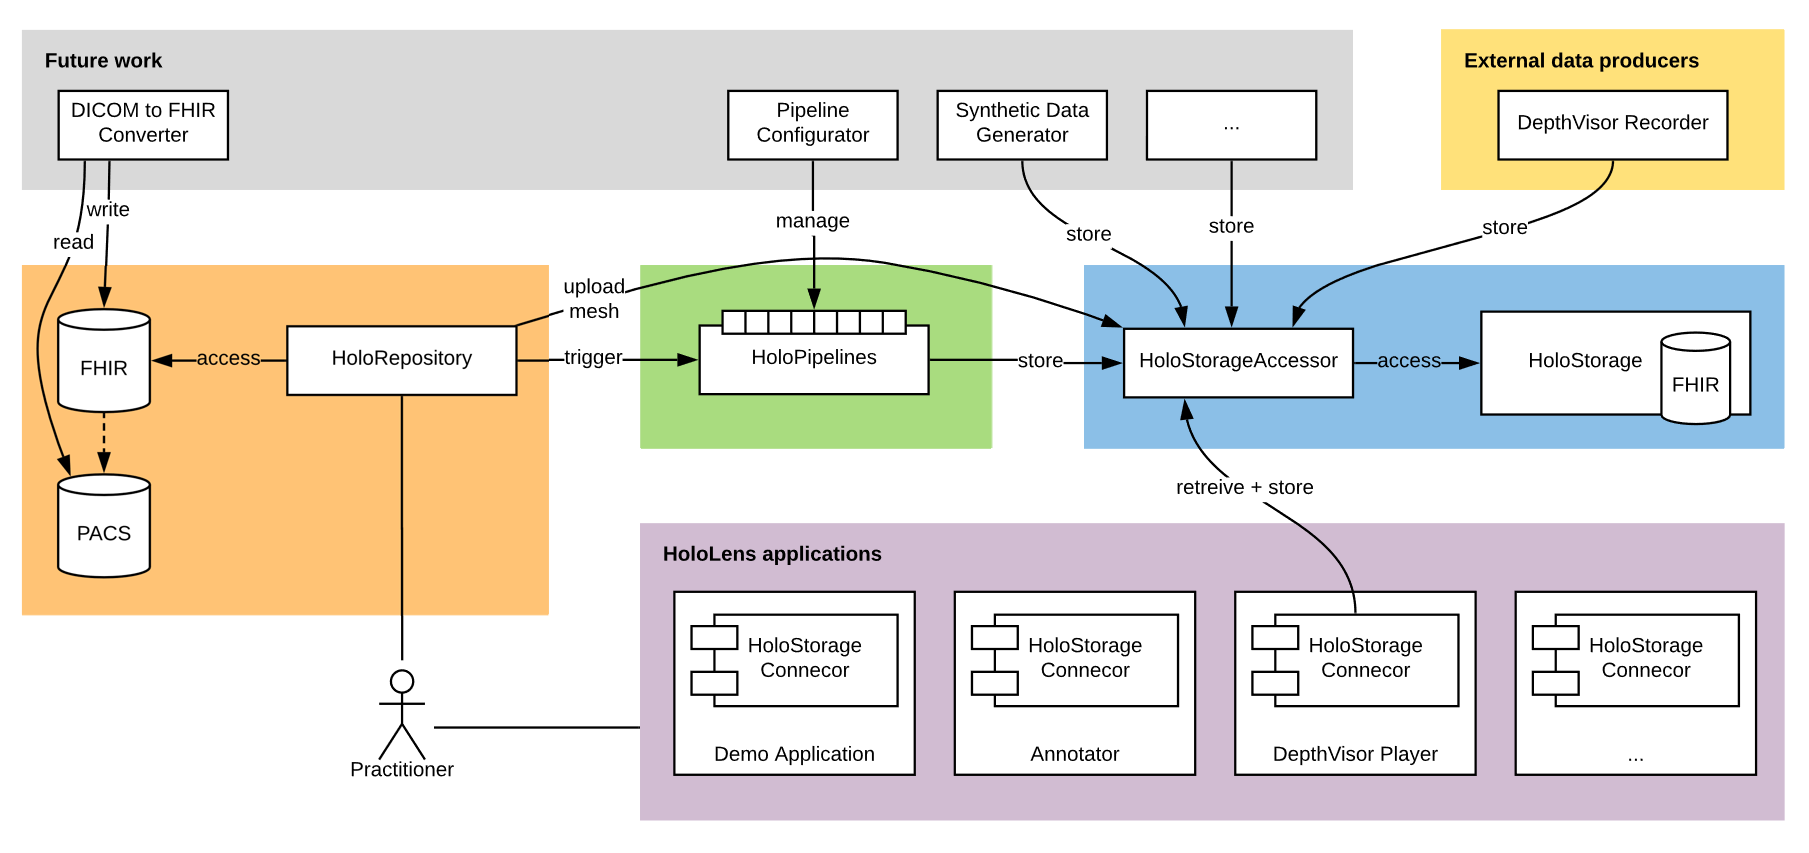 Future work
External data producers
DICOM to FHIR
Converter
Pipeline
Configurator
Synthetic Data
Generator
...
DepthVisor Recorder
write
read
manage
store
store
store
upload
mesh
FHIR
access
HoloRepository
trigger
HoloPipelines
store
HoloStorageAccessor
access
HoloStorage
FHIR
PACS
retreive + store
HoloLens applications
HoloStorage
Connecor
Demo Application
HoloStorage
Connecor
Annotator
HoloStorage
Connecor
DepthVisor Player
HoloStorage
Connecor
...
Practitioner